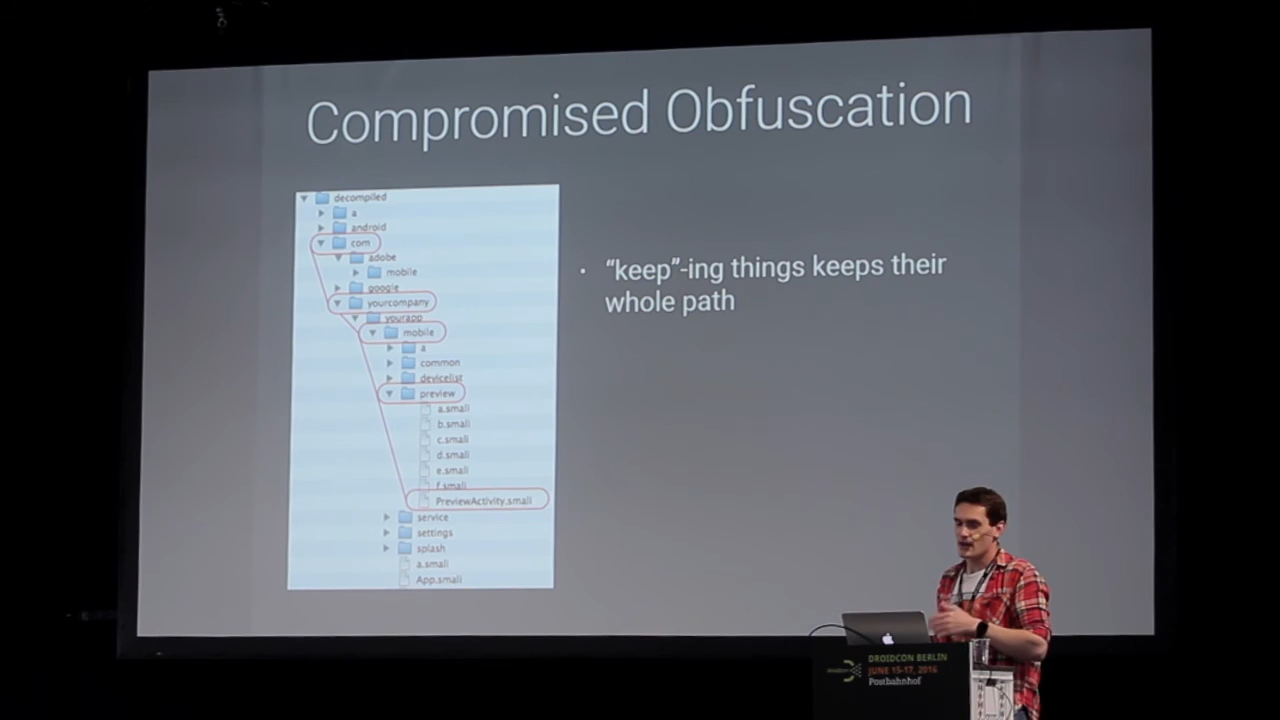 Compromised Obfuscation
decompiled
a
android
com
adobe
mobile
google
yourcompany
yourapp
mobile
a
common
devicelist
preview
a.smali
b.smali
c.smali
d.smali
e.smali
f.smali
PreviewActivity.smali
service
settings
splash
a.smali
App.smali
• “keep”-ing things keeps their
whole path
DROIDCON BERLIN
JUNE 15-17, 2016
Postbahnhof